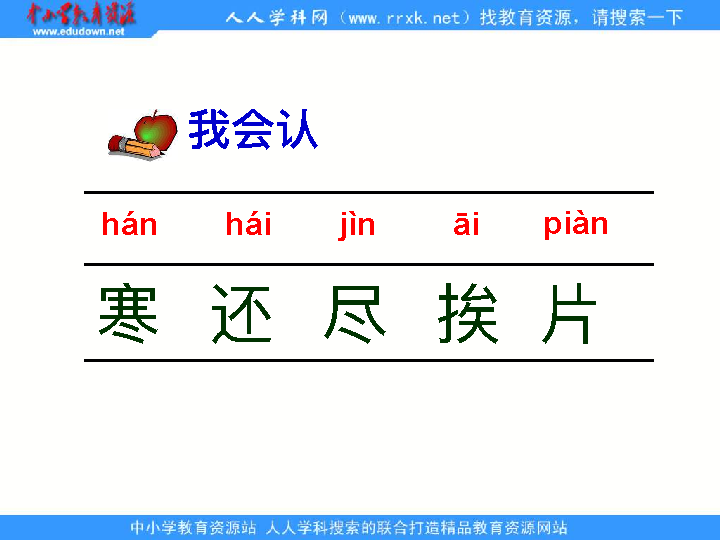 中小学教育资源
www.edudown.net
人人学科网（www.rrxk.net）找教育资源，请搜索一下
我会认
hán hái jìn āi piàn
寒 还 尽 挨 片
中小学教育资源站 人人学科搜索的联合打造精品教育资源网站